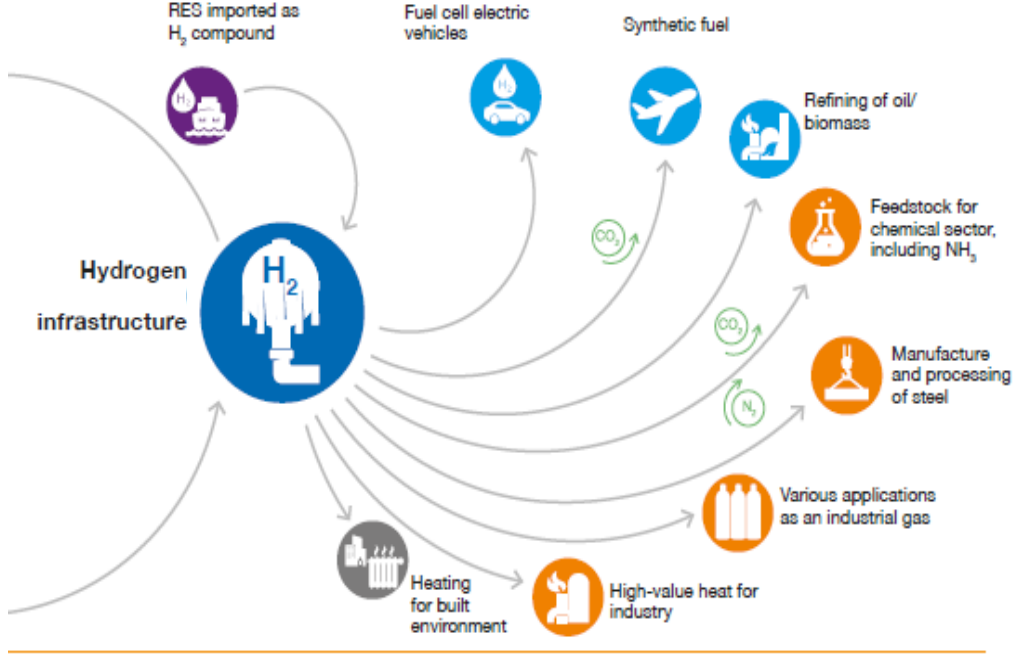 RES imported as
H₂ compound
H₂
Fuel cell electric
vehicles
H₂
Synthetic fuel
Refining of oil/
biomass
CO₂
Feedstock for
chemical sector,
including NH₃
Hydrogen
infrastructure
H₂
CO₂
N₂
Manufacture
and processing
of steel
Various applications
as an industrial gas
High-value heat for
industry
Heating
for built
environment